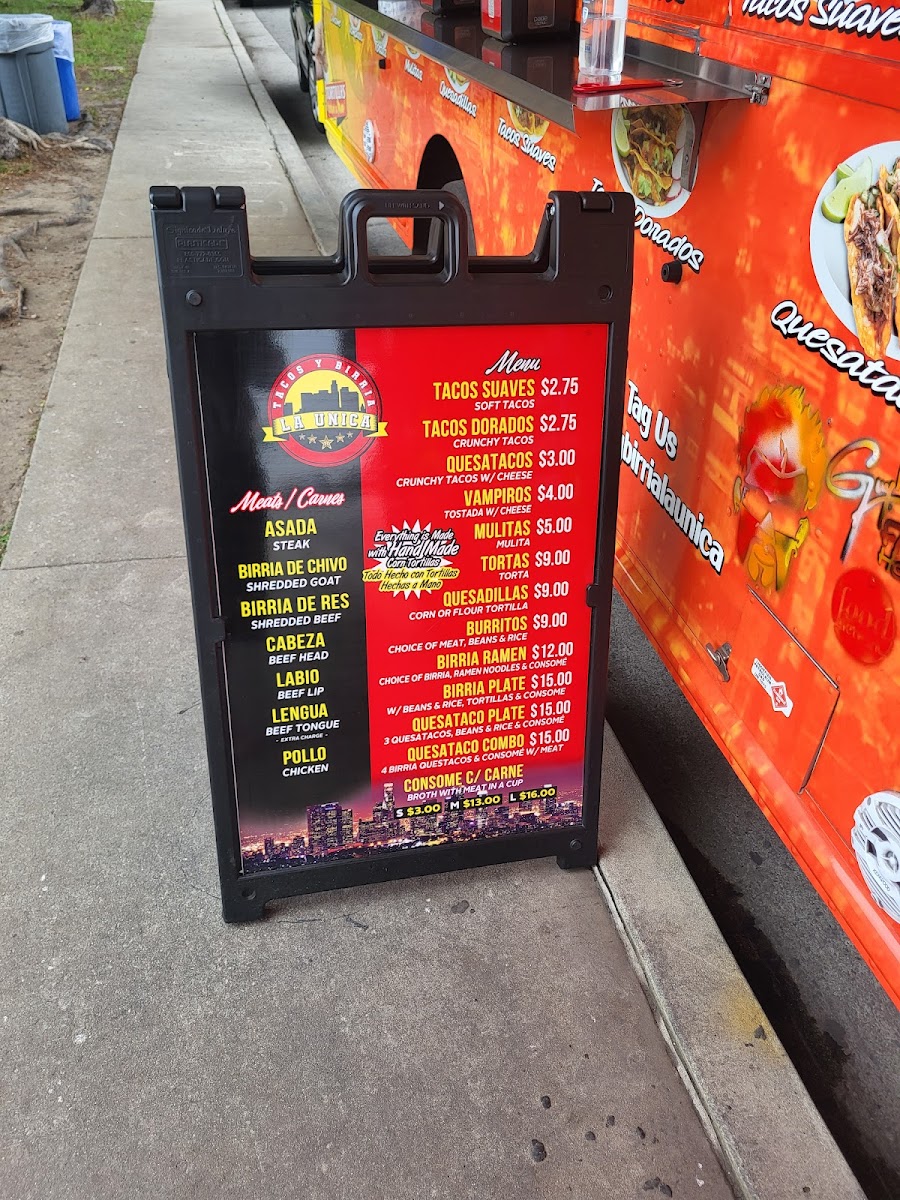 Tacos Suaves
Mulitas
Quesadillas
Tacos Suaves
Dorados
Quesata
Tag Us
birrialaunica
TACOS Y BIRRIA
LA UNICA
Meats / Carnes
ASADA
STEAK
BIRRIA DE CHIVO
SHREDDED GOAT
BIRRIA DE RES
SHREDDED BEEF
CABEZA
BEEF HEAD
LABIO
BEEF LIP
LENGUA
BEEF TONGUE
- EXTRA CHARGE -
POLLO
CHICKEN
Everything is Made
with Hand Made
Corn Tortillas
Todo Hecho con Tortillas
Hechas a Mano
Menu
TACOS SUAVES $2.75
SOFT TACOS
TACOS DORADOS $2.75
CRUNCHY TACOS
QUESATACOS $3.00
CRUNCHY TACOS W/ CHEESE
VAMPIROS $4.00
TOSTADA W/ CHEESE
MULITAS $5.00
MULITA
TORTAS $9.00
TORTA
QUESADILLAS $9.00
CORN OR FLOUR TORTILLA
BURRITOS $9.00
CHOICE OF MEAT, BEANS & RICE
BIRRIA RAMEN $12.00
CHOICE OF BIRRIA, RAMEN NOODLES & CONSOMÉ
BIRRIA PLATE $15.00
W/ BEANS & RICE, TORTILLAS & CONSOME
QUESATACO PLATE $15.00
3 QUESATACOS, BEANS & RICE & CONSOMÉ
QUESATACO COMBO $15.00
4 BIRRIA QUESTACOS & CONSOMÉ W/ MEAT
CONSOME C/ CARNE
BROTH WITH MEAT IN A CUP
S $3.00 M $13.00 L $16.00